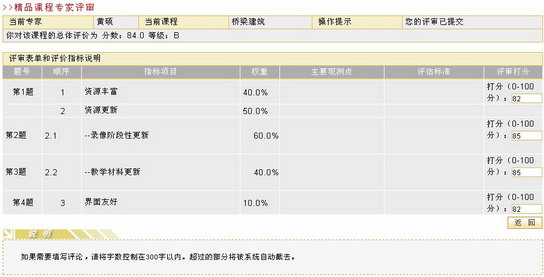 >>精品课程专家评审
当前专家 黄硕 当前课程 桥梁建筑 操作提示 您的评审已提交
你对该课程的总体评价为 分数：84.0 等级：B
评审表单和评价指标说明
题号 顺序 指标项目 权重 主要观测点 评估标准 评审打分
第1题 1 资源丰富 40.0% 打分（0-100分）：82
2 资源更新 50.0%
第2题 2.1 --录像阶段性更新 60.0% 打分（0-100分）：85
第3题 2.2 --教学材料更新 40.0% 打分（0-100分）：85
第4题 3 界面友好 10.0% 打分（0-100分）：82
返 回
说 明
如果需要填写评论，请将字数控制在300字以内。超过的部分将被系统自动截去。